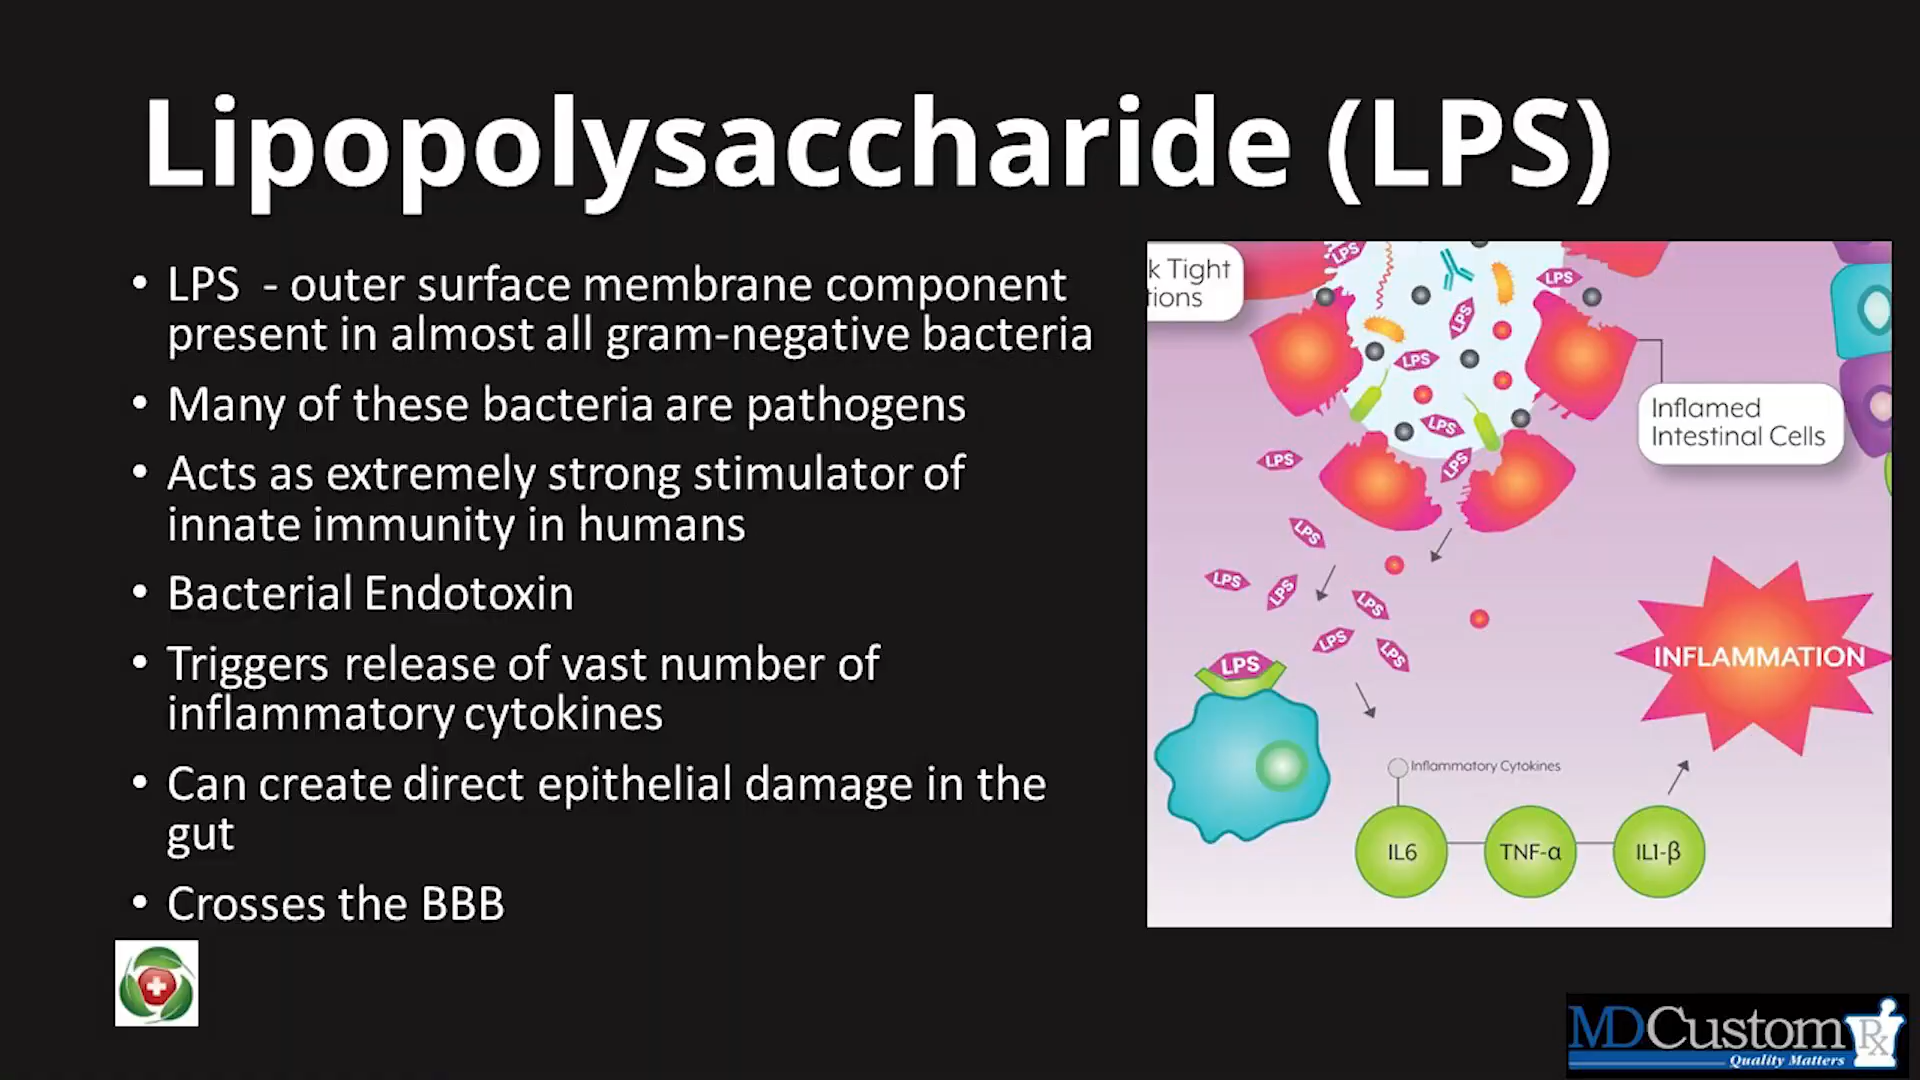 Lipopolysaccharide (LPS)
• LPS - outer surface membrane component
present in almost all gram-negative bacteria
• Many of these bacteria are pathogens
• Acts as extremely strong stimulator of
innate immunity in humans
• Bacterial Endotoxin
• Triggers release of vast number of
inflammatory cytokines
• Can create direct epithelial damage in the
gut
• Crosses the BBB
k Tight
tions
LPS
LPS
LPS
LPS
LPS
LPS
LPS
Inflamed
Intestinal Cells
LPS
LPS
LPS
LPS
LPS
LPS
LPS
INFLAMMATION
Inflammatory Cytokines
IL6
TNF-α
IL1-β
MDCustom Rx
Quality Matters